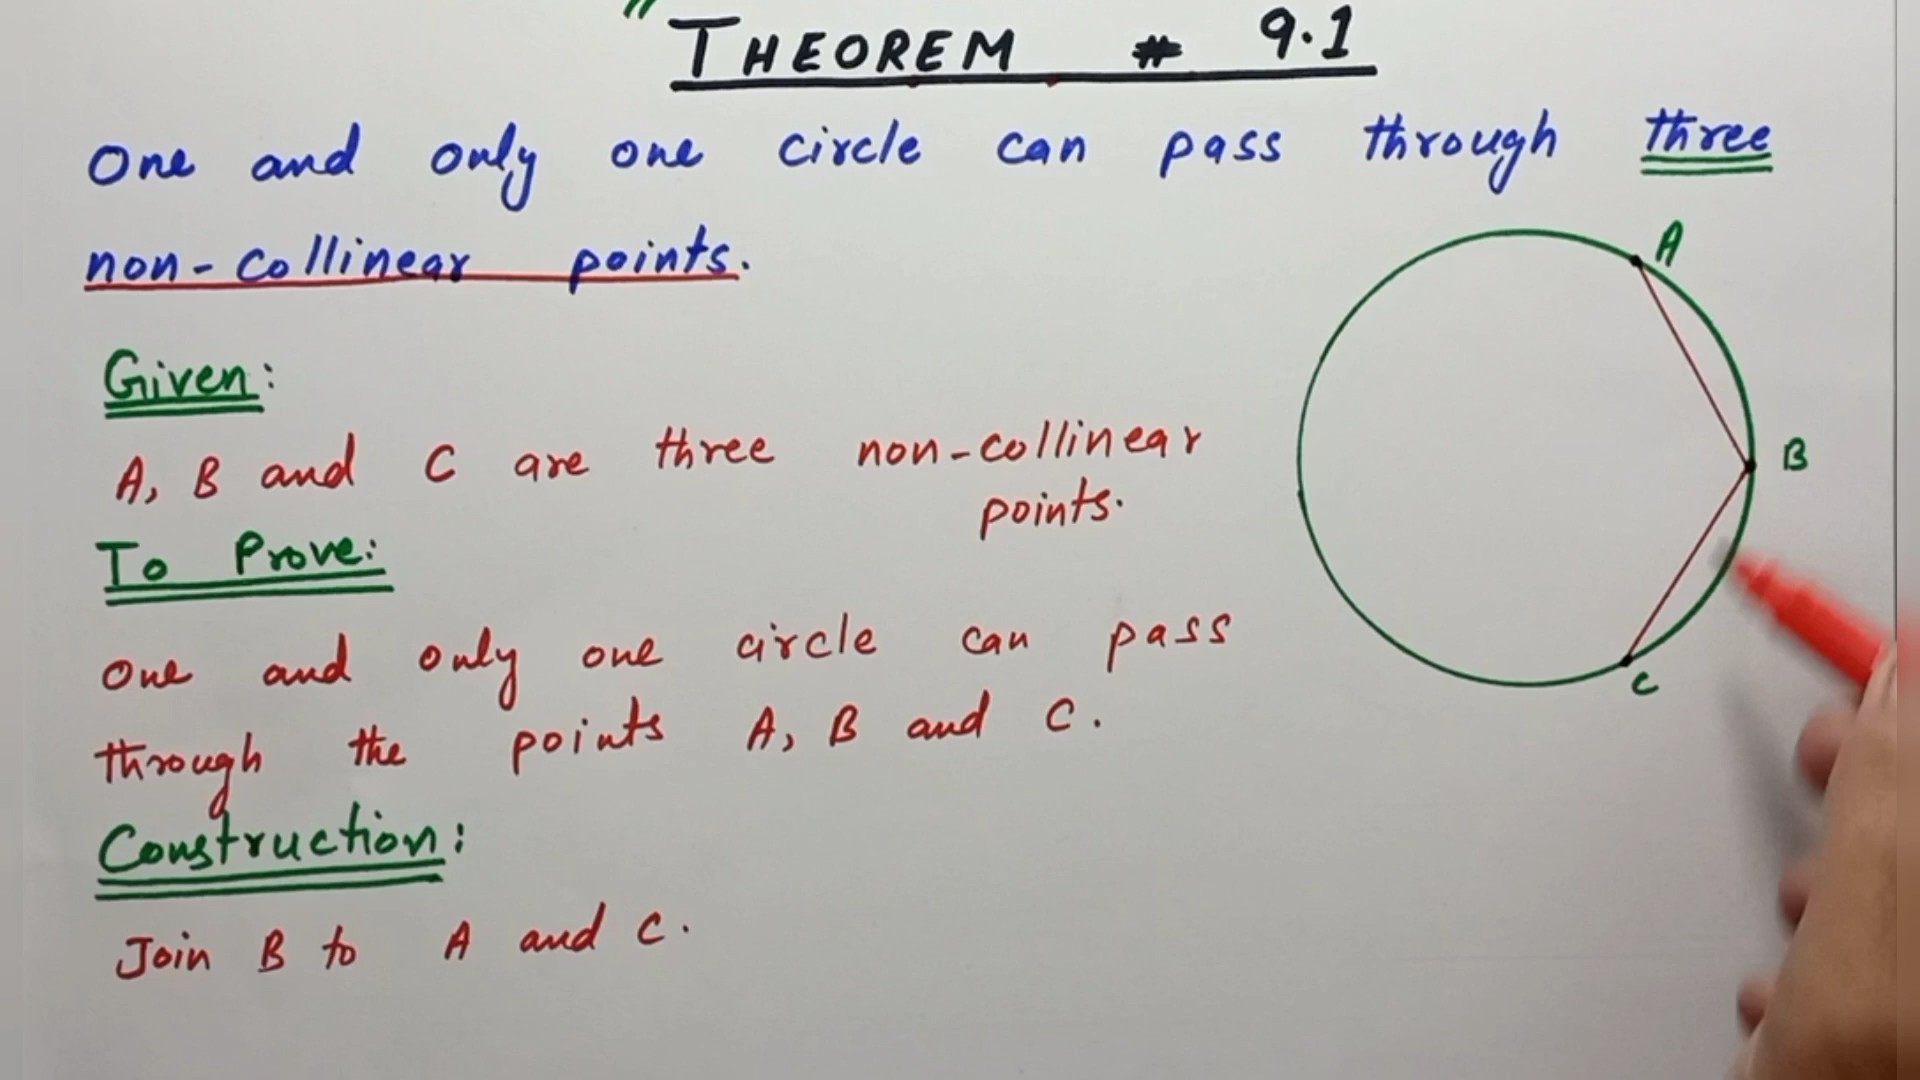 THEOREM # 9.1
One and only one circle can pass through three
non-collinear points.
Given:
A, B and C are three non-collinear
points.
To Prove:
One and only one circle can pass
through the points A, B and C.
Construction:
Join B to A and C.
A
B
C